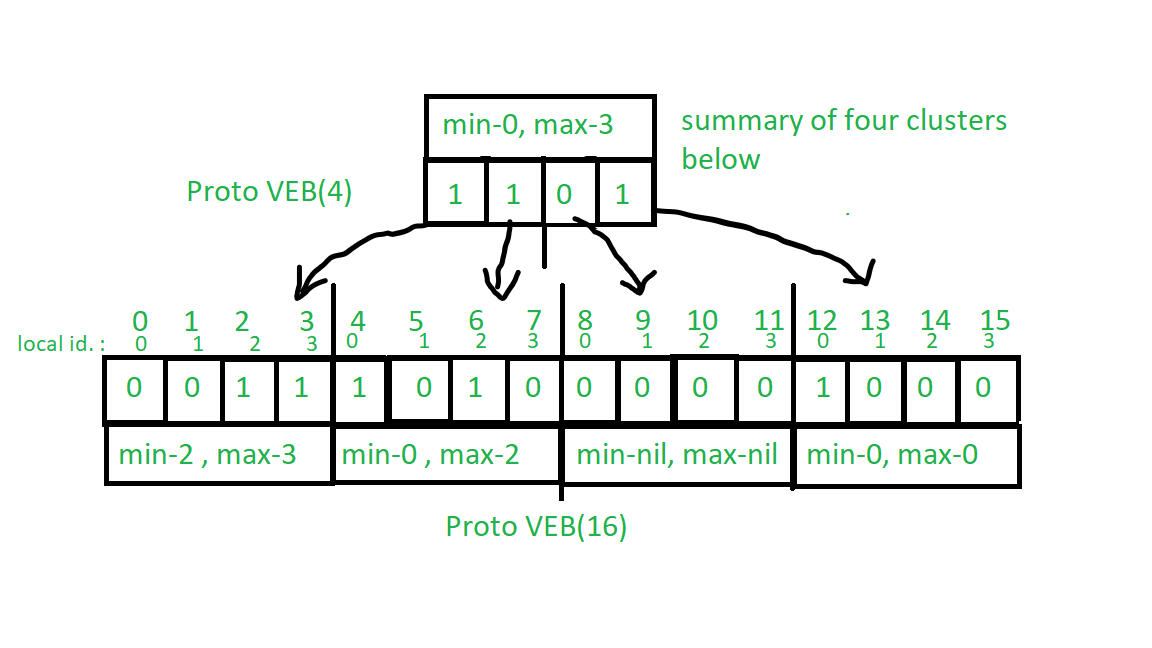 min-0, max-3
summary of four clusters
below
Proto VEB(4)
1 1 0 1
0 1 2 3 4 5 6 7 8 9 10 11 12 13 14 15
local id. : 0 1 2 3 0 1 2 3 0 1 2 3 0 1 2 3
0 0 1 1 1 0 1 0 0 0 0 0 1 0 0 0
min-2 , max-3 min-0 , max-2 min-nil, max-nil min-0, max-0
Proto VEB(16)